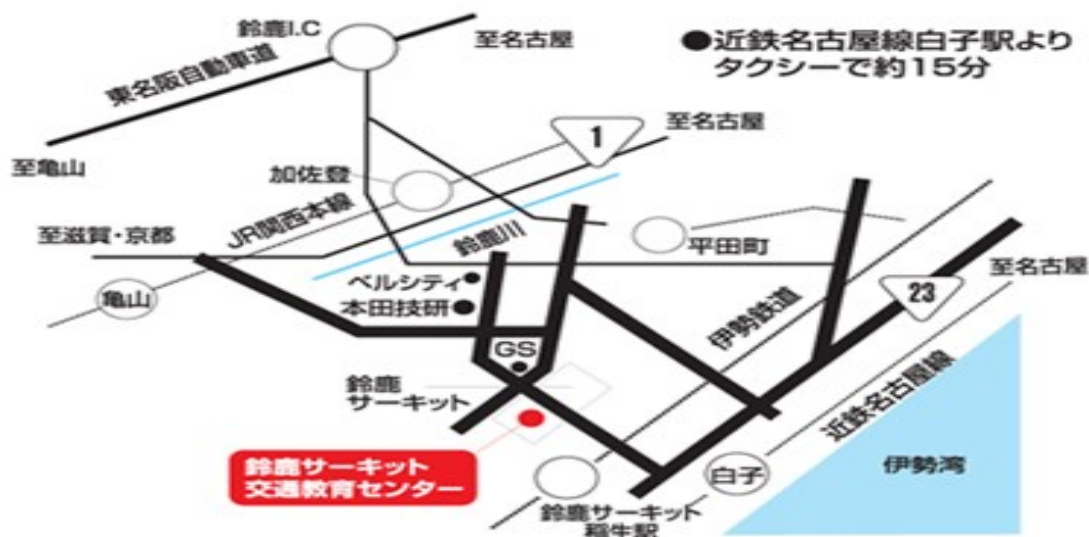 鈴鹿I.C
至名古屋
●近鉄名古屋線白子駅より
タクシーで約15分
東名阪自動車道
至亀山
1
至名古屋
加佐登
JR関西本線
至滋賀・京都
鈴鹿川
平田町
ベルシティ
亀山
本田技研
至名古屋
23
伊勢鉄道
GS
鈴鹿
サーキット
近鉄名古屋線
鈴鹿サーキット
交通教育センター
白子
伊勢湾
鈴鹿サーキット
稲生駅